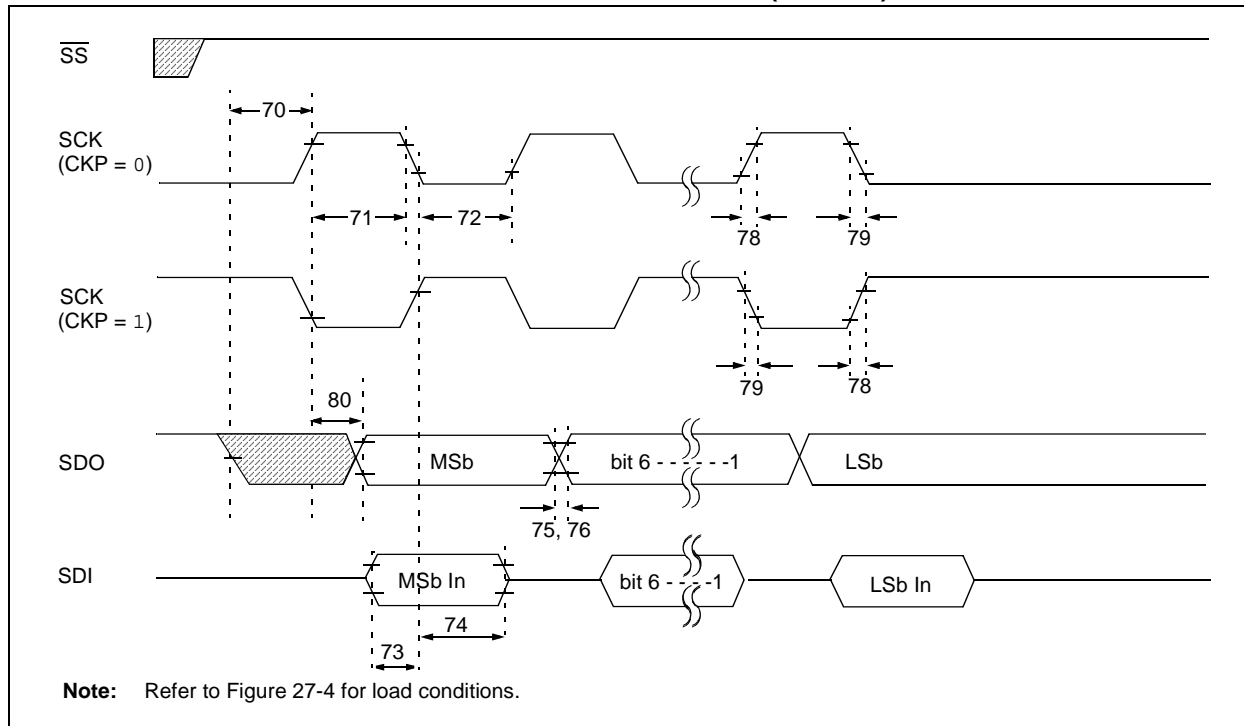 SS
70
SCK
(CKP = 0)
71
72
78
79
SCK
(CKP = 1)
79
78
80
SDO
MSb
bit 6 - - - - - -1
LSb
75, 76
SDI
MSb In
bit 6 - - - -1
LSb In
74
73
Note: Refer to Figure 27-4 for load conditions.